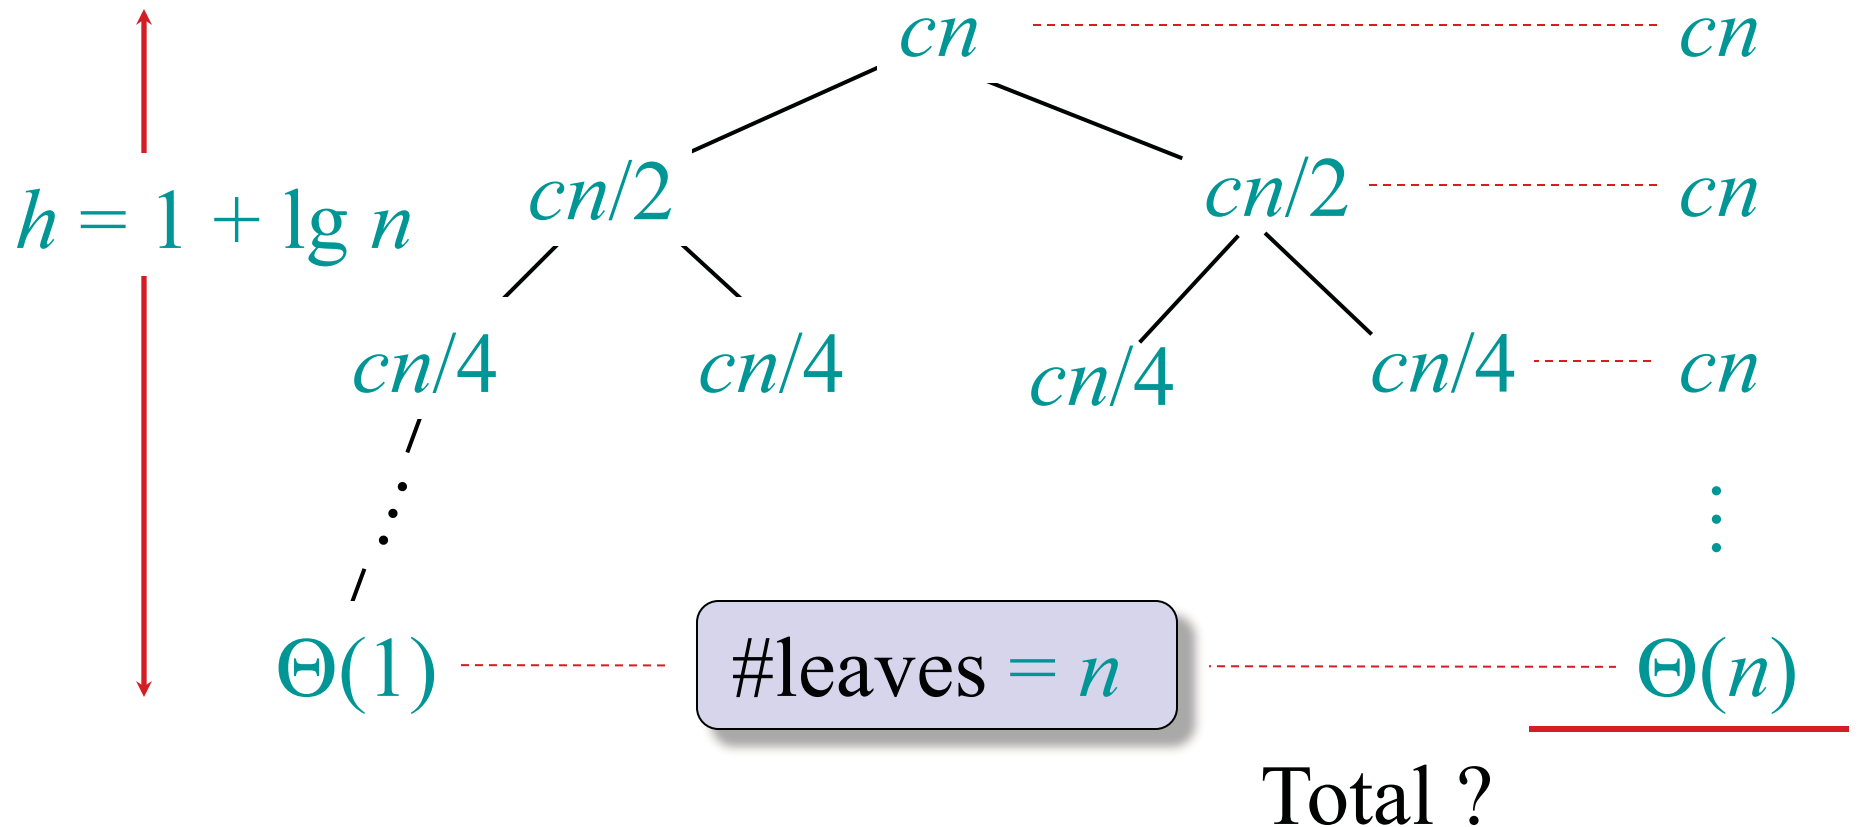 cn cn
cn/2 cn/2 cn
h = 1 + lg n
cn/4 cn/4 cn/4 cn/4 cn
Θ(1) #leaves = n Θ(n)
Total ?